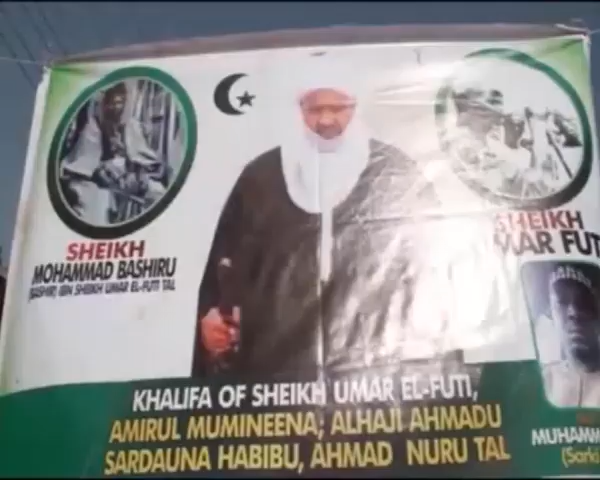 SHEIKH
MOHAMMAD BASHIRU
(BASHIR) IBN SHEIKH UMAR EL-FUTI TAL
SHEIKH
MAR FUT
KHALIFA OF SHEIKH UMAR EL-FUTI,
AMIRUL MUMINEENA; ALHAJI AHMADU
SARDAUNA HABIBU, AHMAD NURU TAL
MUHAMM
(Sarki